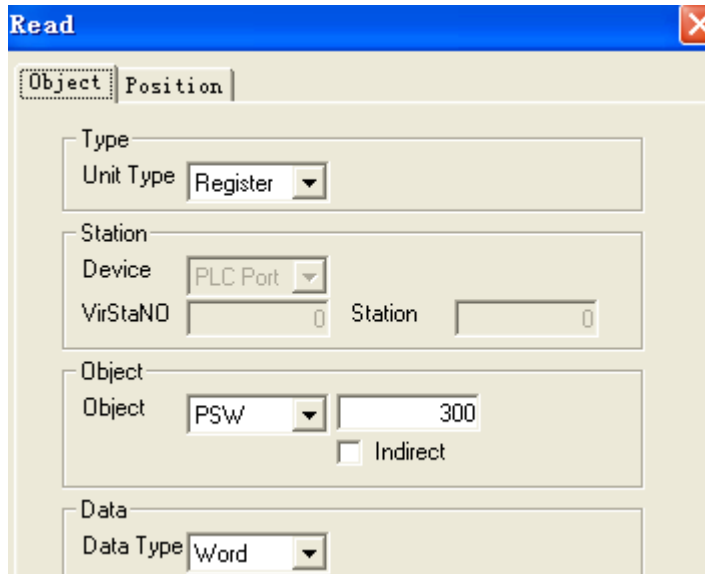 Read
Object Position
Type
Unit Type Register
Station
Device PLC Port
VirStaNO 0 Station 0
Object
Object PSW 300
Indirect
Data
Data Type Word